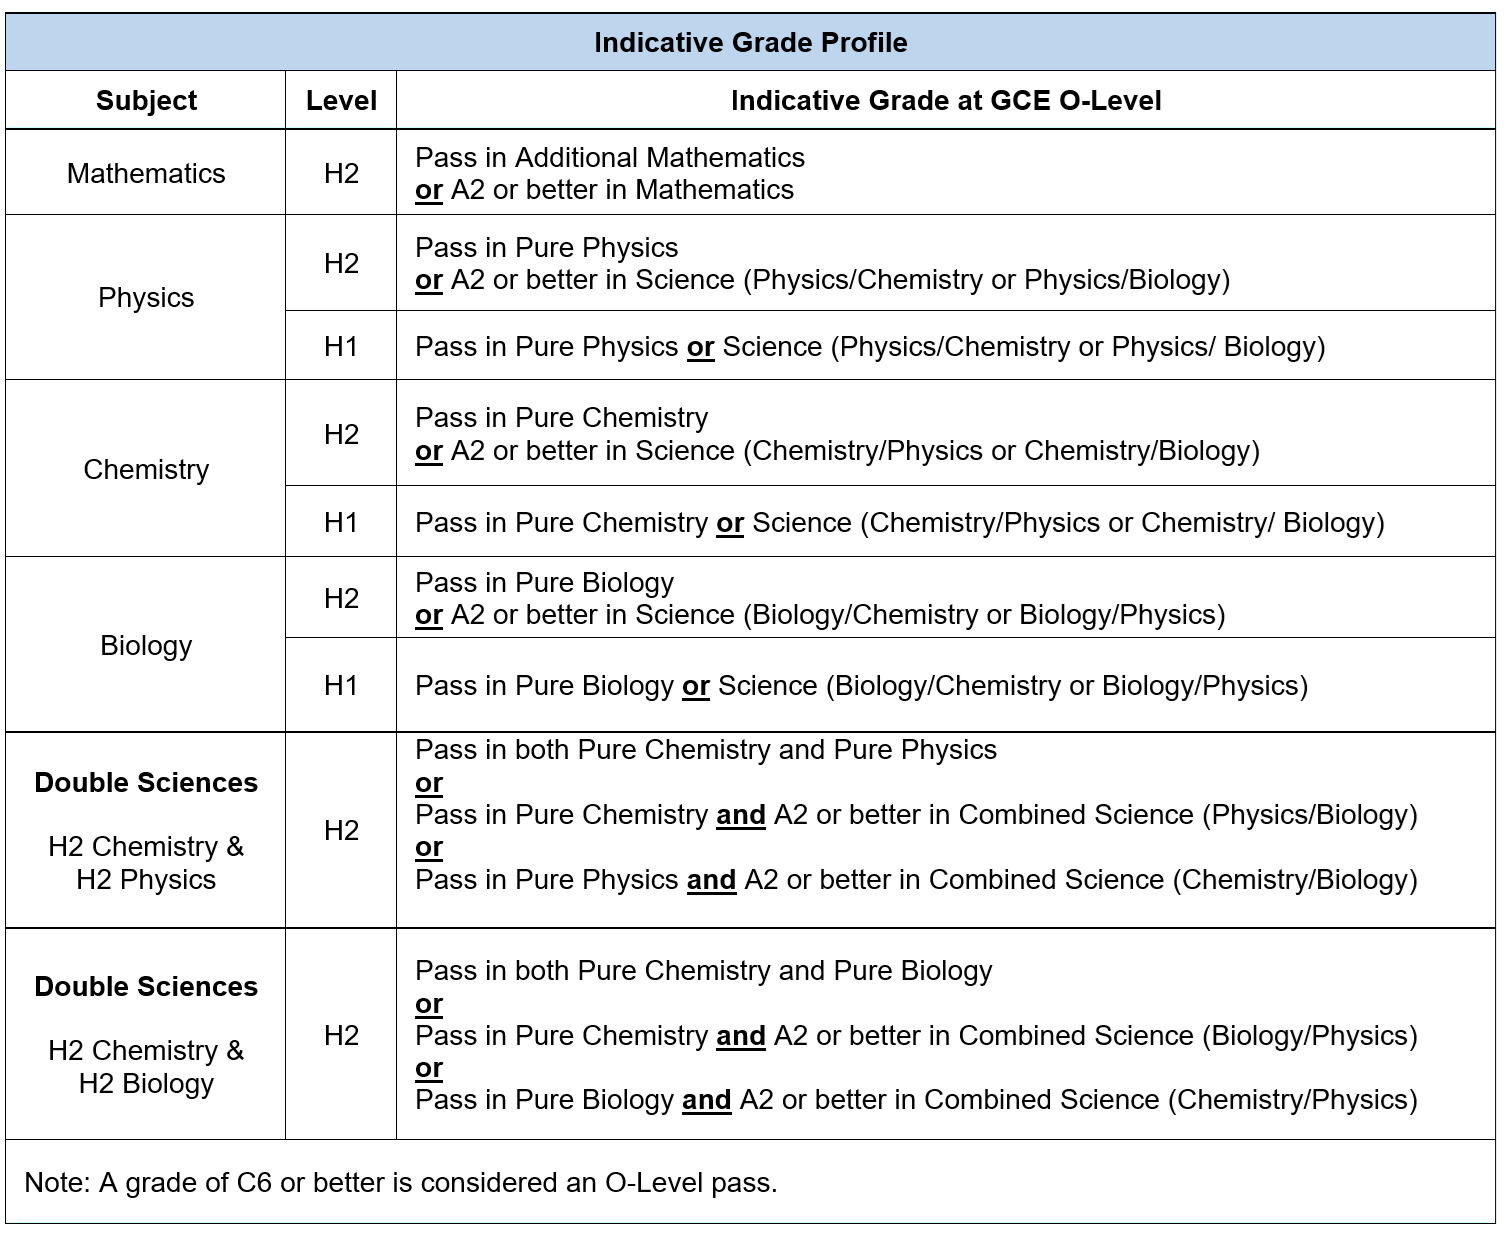 Indicative Grade Profile
Subject Level Indicative Grade at GCE O-Level
Mathematics H2 Pass in Additional Mathematics
or A2 or better in Mathematics
Physics
H2 Pass in Pure Physics
or A2 or better in Science (Physics/Chemistry or Physics/Biology)
H1 Pass in Pure Physics or Science (Physics/Chemistry or Physics/ Biology)
Chemistry
H2 Pass in Pure Chemistry
or A2 or better in Science (Chemistry/Physics or Chemistry/Biology)
H1 Pass in Pure Chemistry or Science (Chemistry/Physics or Chemistry/ Biology)
Biology
H2 Pass in Pure Biology
or A2 or better in Science (Biology/Chemistry or Biology/Physics)
H1 Pass in Pure Biology or Science (Biology/Chemistry or Biology/Physics)
Double Sciences
H2 Chemistry &
H2 Physics
H2
Pass in both Pure Chemistry and Pure Physics
or
Pass in Pure Chemistry and A2 or better in Combined Science (Physics/Biology)
or
Pass in Pure Physics and A2 or better in Combined Science (Chemistry/Biology)
Double Sciences
H2 Chemistry &
H2 Biology
H2
Pass in both Pure Chemistry and Pure Biology
or
Pass in Pure Chemistry and A2 or better in Combined Science (Biology/Physics)
or
Pass in Pure Biology and A2 or better in Combined Science (Chemistry/Physics)
Note: A grade of C6 or better is considered an O-Level pass.